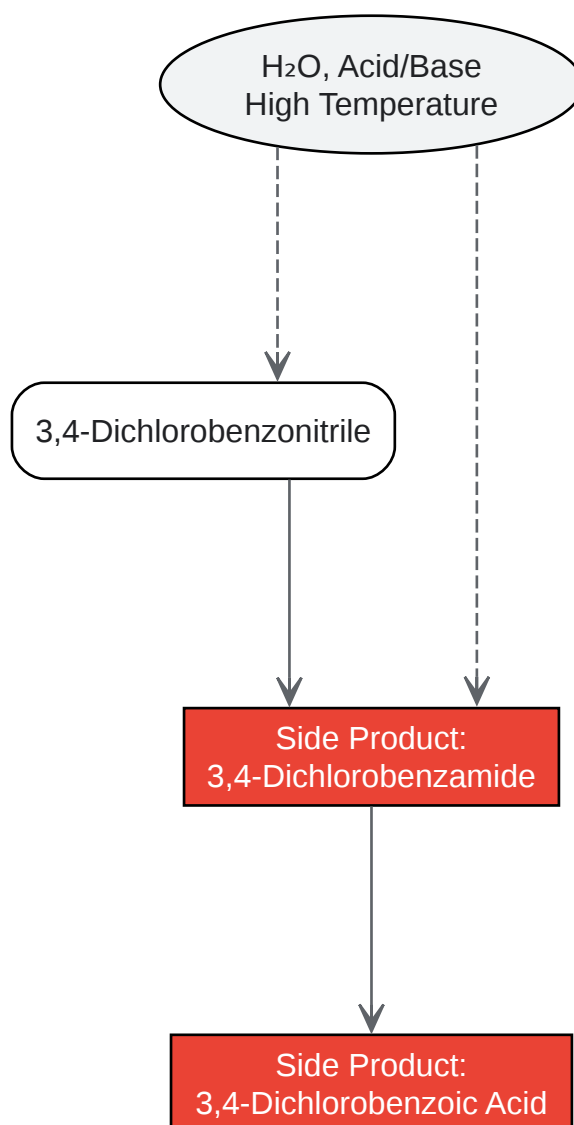 H₂O, Acid/Base
High Temperature
3,4-Dichlorobenzonitrile
Side Product:
3,4-Dichlorobenzamide
Side Product:
3,4-Dichlorobenzoic Acid